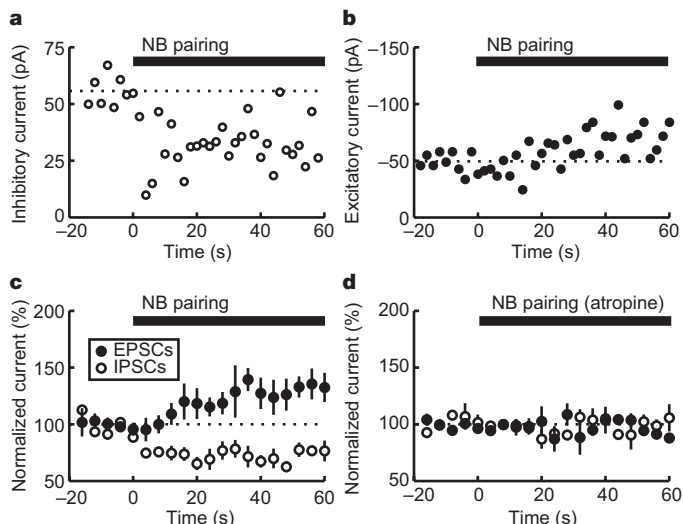 a
NB pairing
Inhibitory current (pA)
75
50
25
0
–20 0 20 40 60
Time (s)
b
NB pairing
Excitatory current (pA)
–150
–100
–50
0
–20 0 20 40 60
Time (s)
c
NB pairing
EPSCs
IPSCs
Normalized current (%)
200
150
100
50
–20 0 20 40 60
Time (s)
d
NB pairing (atropine)
Normalized current (%)
200
150
100
50
–20 0 20 40 60
Time (s)